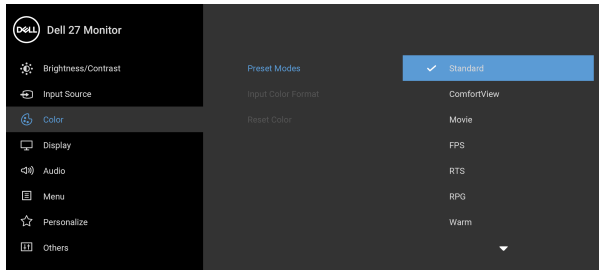 DELL
Dell 27 Monitor
Brightness/Contrast
Input Source
Color
Display
Audio
Menu
Personalize
Others
Preset Modes
Input Color Format
Reset Color
Standard
ComfortView
Movie
FPS
RTS
RPG
Warm